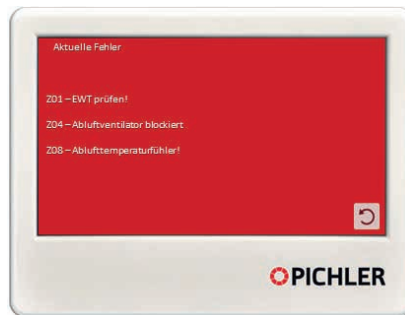 Aktuelle Fehler
Z01 – EWT prüfen!
Z04 – Abluftventilator blockiert
Z08 – Ablufttemperaturfühler!
PICHLER